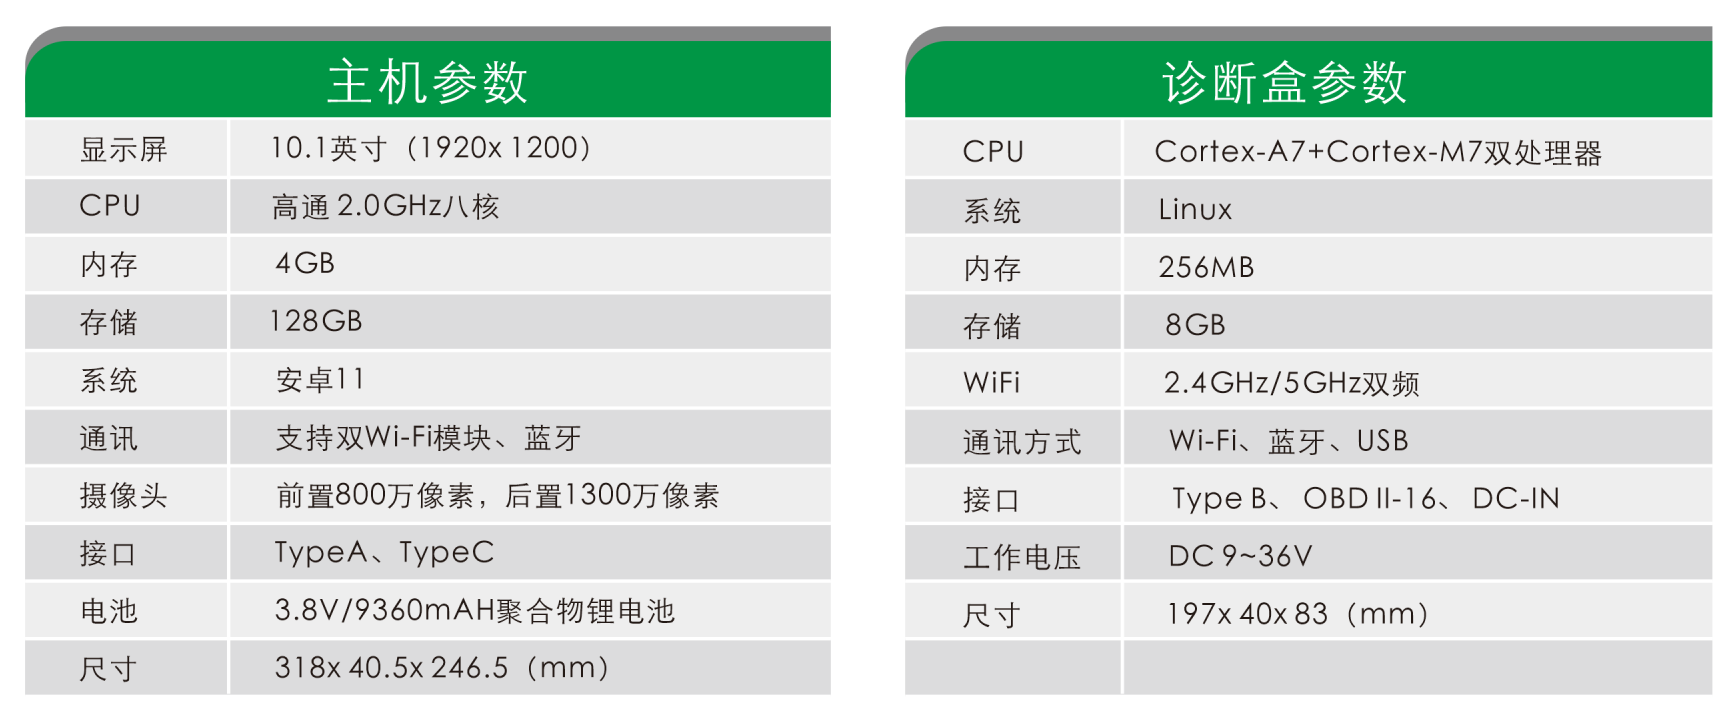 主机参数
显示屏 10.1英寸（1920x 1200）
CPU 高通 2.0GHz八核
内存 4GB
存储 128GB
系统 安卓11
通讯 支持双Wi-Fi模块、蓝牙
摄像头 前置800万像素，后置1300万像素
接口 TypeA、TypeC
电池 3.8V/9360mAH聚合物锂电池
尺寸 318x 40.5x 246.5（mm）
诊断盒参数
CPU Cortex-A7+Cortex-M7双处理器
系统 Linux
内存 256MB
存储 8GB
WiFi 2.4GHz/5GHz双频
通讯方式 Wi-Fi、蓝牙、USB
接口 Type B、 OBD II-16、 DC-IN
工作电压 DC 9~36V
尺寸 197x 40x 83（mm）